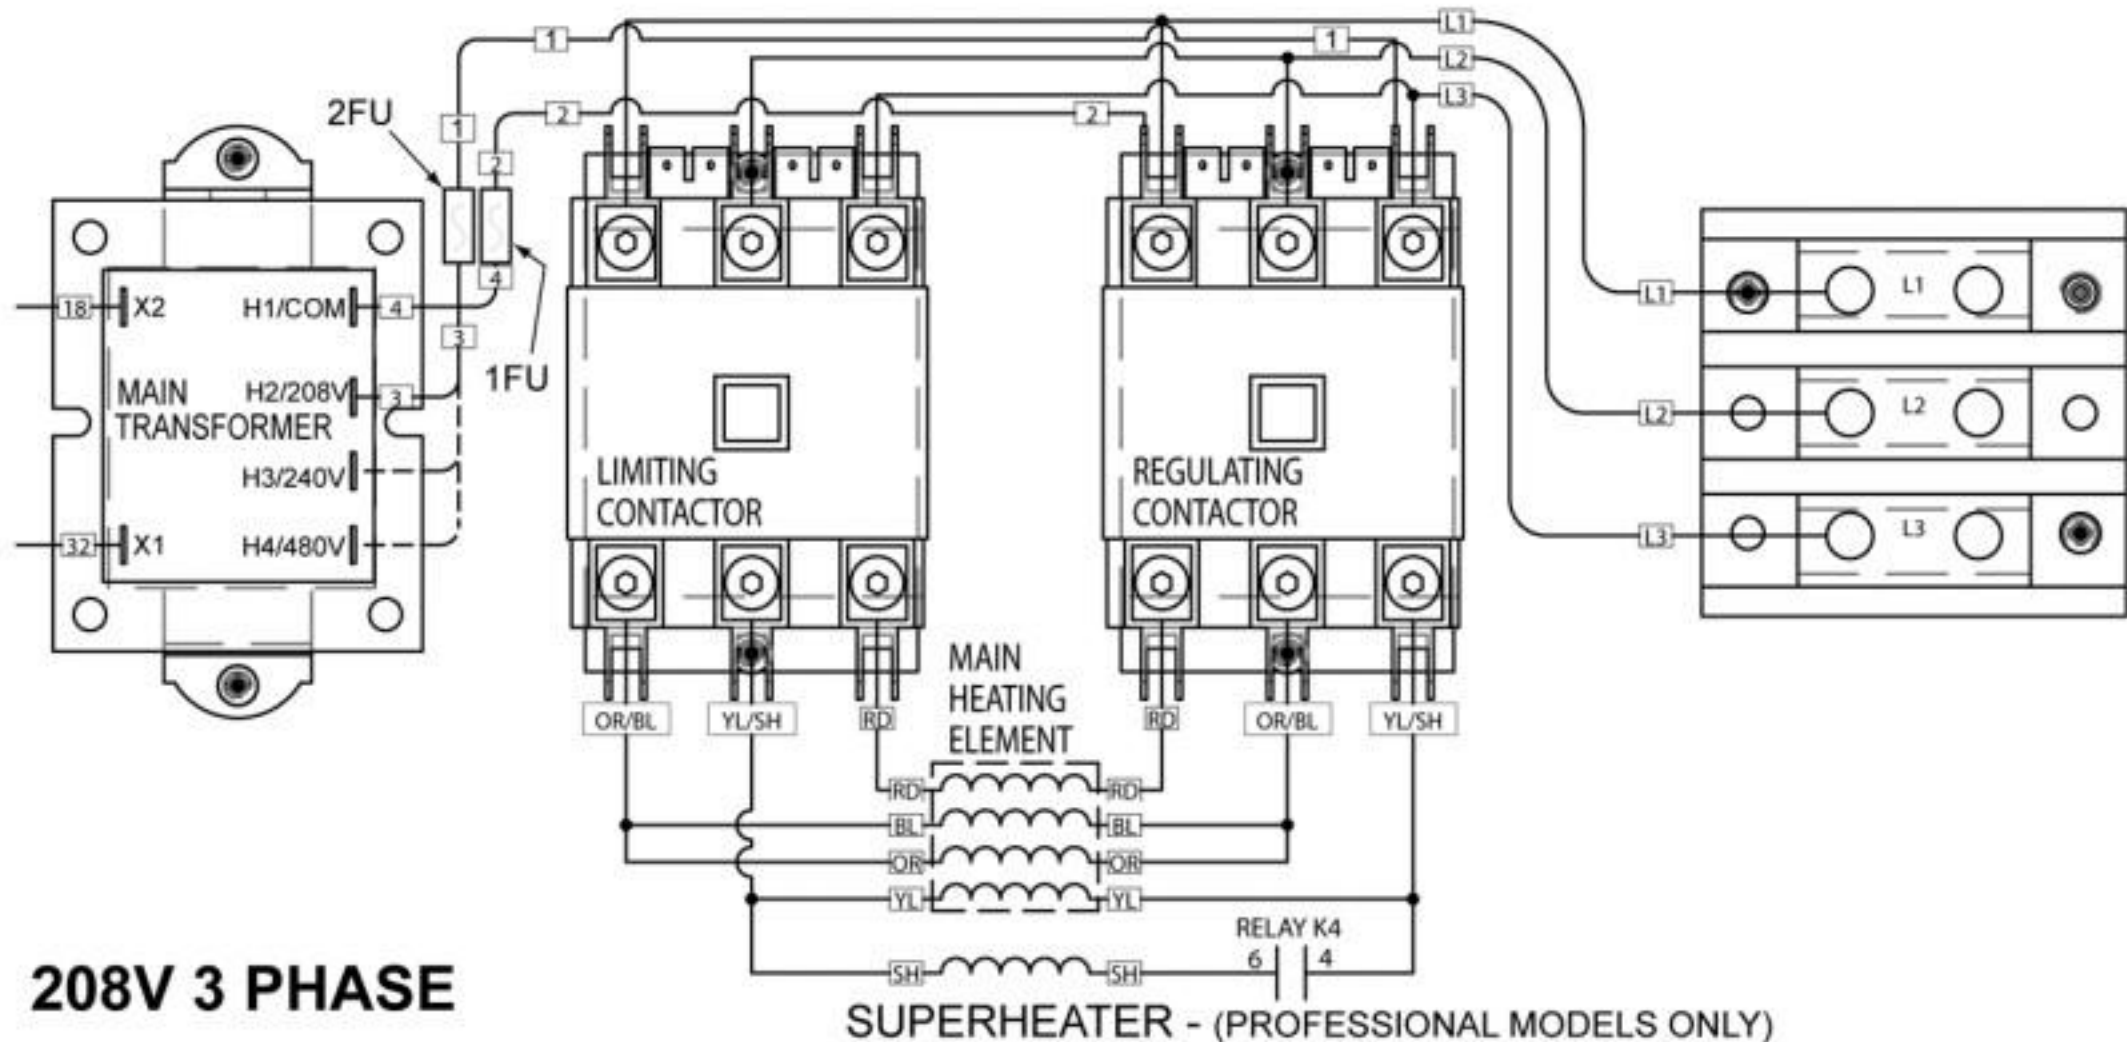 L1
1
1
L2
L3
2FU
2
2
1
2
4
18
X2
H1/COM
4
3
L1
L1
1FU
MAIN
TRANSFORMER
H2/208V
3
L2
L2
H3/240V
LIMITING
CONTACTOR
REGULATING
CONTACTOR
32
X1
H4/480V
L3
L3
OR/BL
YL/SH
RD
MAIN
HEATING
ELEMENT
RD
OR/BL
YL/SH
RD
RD
BL
BL
OR
OR
YL
YL
RELAY K4
6
4
SH
SH
208V 3 PHASE
SUPERHEATER - (PROFESSIONAL MODELS ONLY)